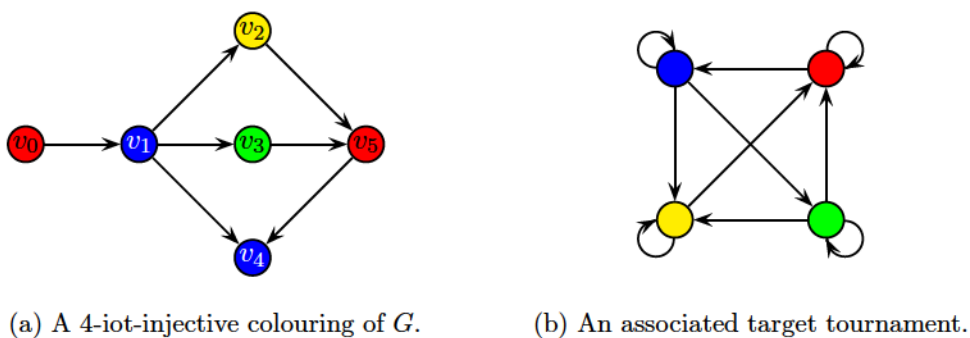 v₂
v₀ v₁ v₃ v₅
v₄
(a) A 4-iot-injective colouring of G.
(b) An associated target tournament.